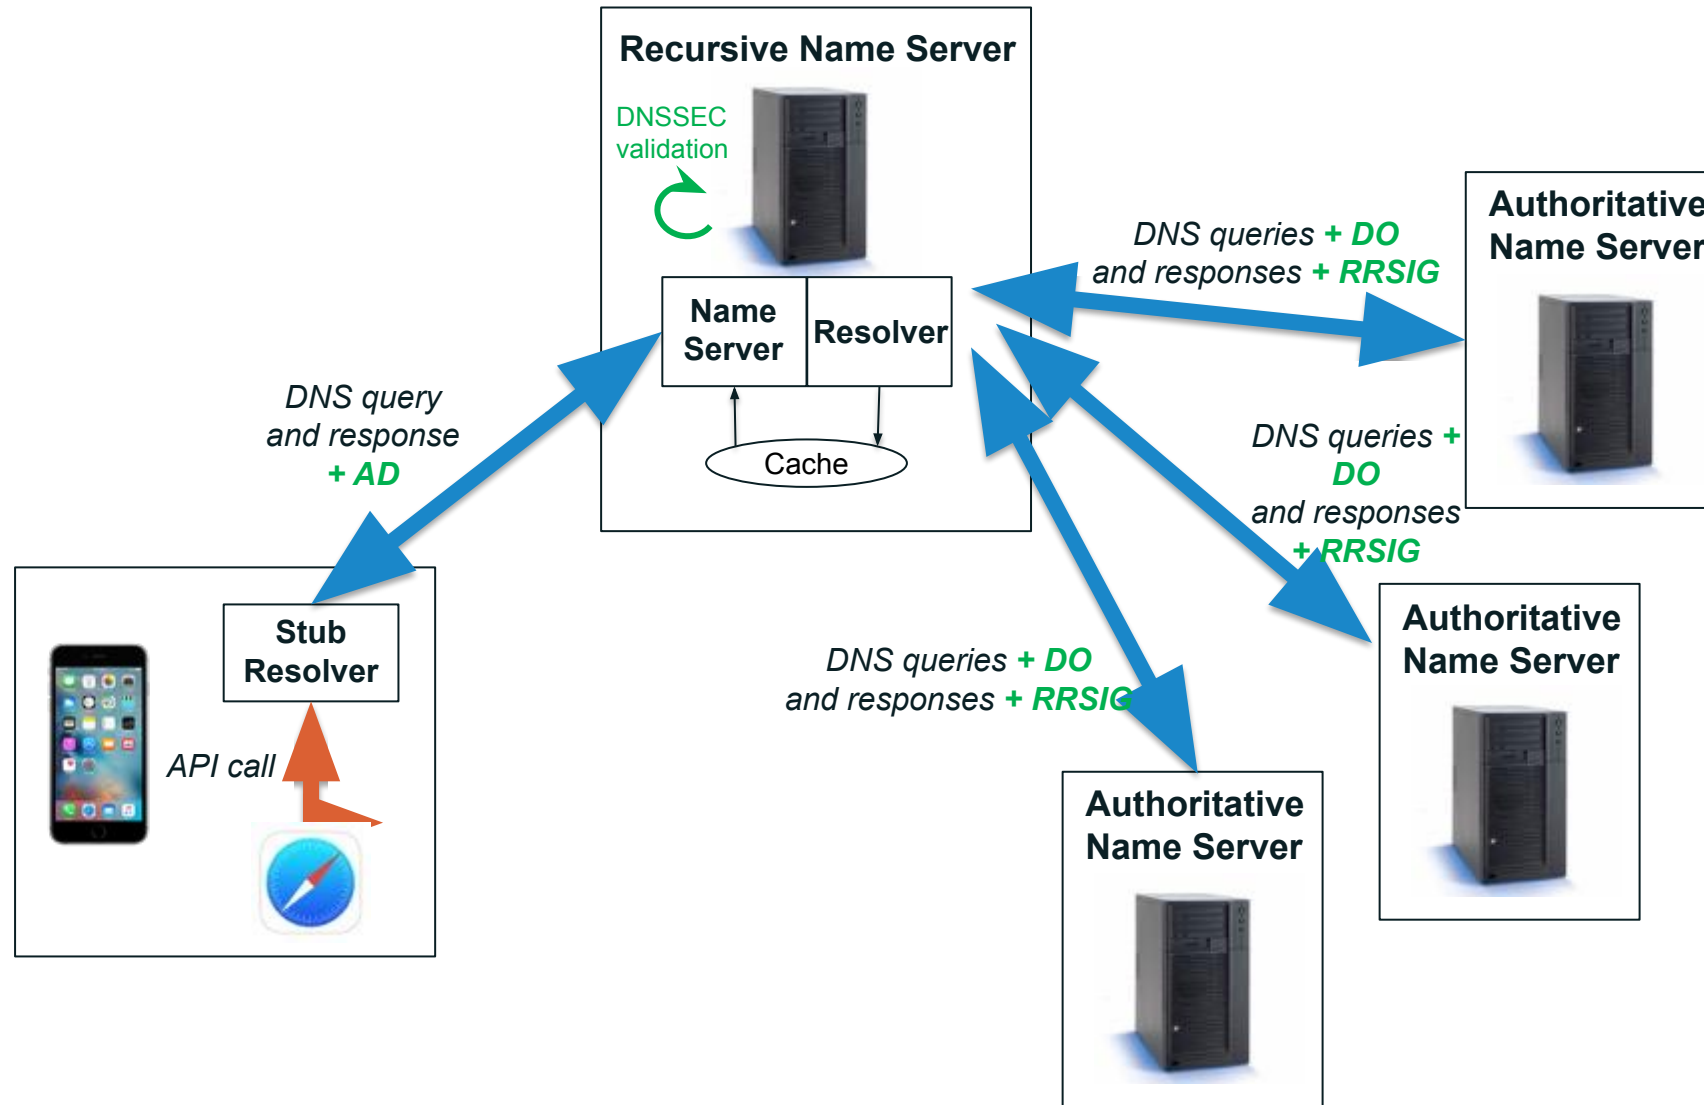 Recursive Name Server
DNSSEC
validation
Name
Server
Resolver
Cache
DNS query
and response
+ AD
Stub
Resolver
API call
DNS queries + DO
and responses + RRSIG
Authoritative
Name Server
DNS queries +
DO
and responses
+ RRSIG
Authoritative
Name Server
DNS queries + DO
and responses + RRSIG
Authoritative
Name Server